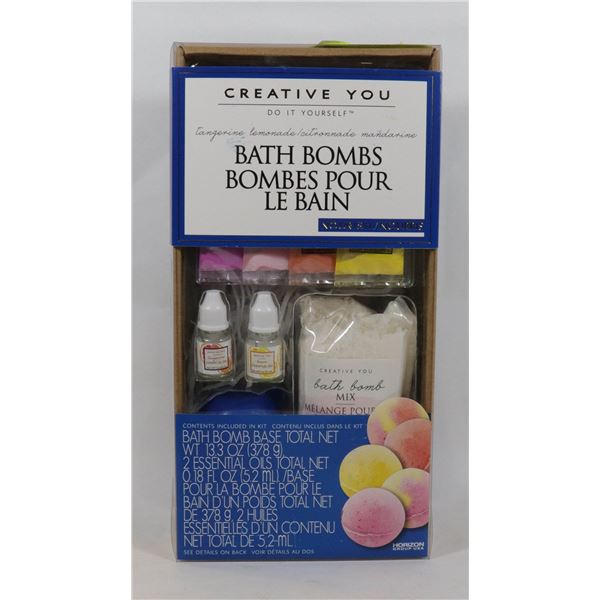 CREATIVE YOU
DO IT YOURSELF™
tangerine lemonade/citronnade mandarine
BATH BOMBS
BOMBES POUR
LE BAIN
CREATIVE YOU
bath bomb
MIX
MÉLANGE POUR
CONTENTS INCLUDED IN KIT CONTENU INCLUS DANS LE KIT
BATH BOMB BASE TOTAL NET
WT 13.3 OZ (378 g),
2 ESSENTIAL OILS TOTAL NET
0.18 FL OZ (5.2 mL) /BASE
POUR LA BOMBE POUR LE
BAIN D'UN POIDS TOTAL NET
DE 378 g, 2 HUILES
ESSENTIELLES D'UN CONTENU
NET TOTAL DE 5,2-mL
SEE DETAILS ON BACK VOIR DÉTAILS AU DOS
HORIZON
GROUP USA